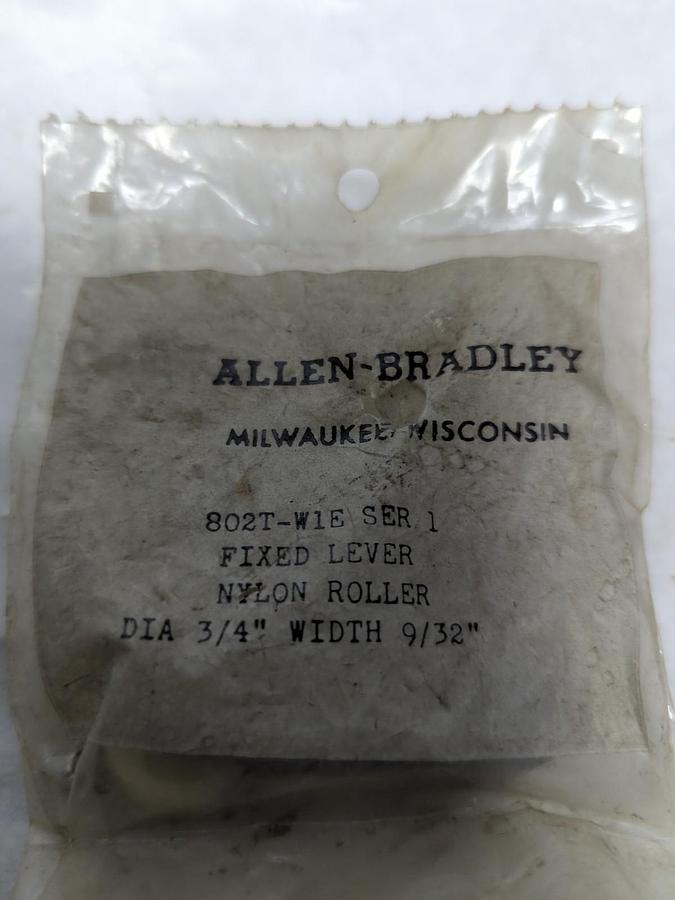 ALLEN-BRADLEY
MILWAUKEE, WISCONSIN
802T-W1E SER 1
FIXED LEVER
NYLON ROLLER
DIA 3/4" WIDTH 9/32"